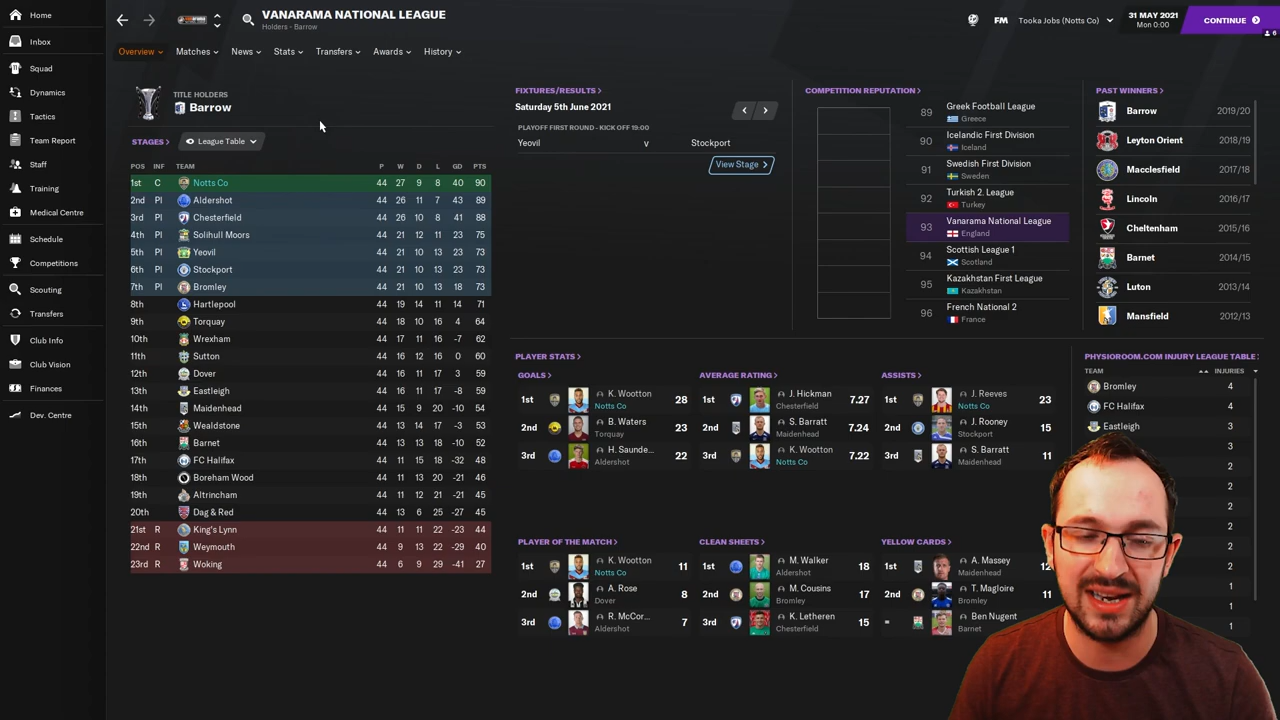 Home
Inbox
Squad
Dynamics
Tactics
Team Report
Staff
Training
Medical Centre
Schedule
Competitions
Scouting
Transfers
Club Info
Club Vision
Finances
Dev. Centre
VANARAMA NATIONAL LEAGUE
Holders - Barrow
FM
Tooka Jobs (Notts Co)
31 MAY 2021
Mon 0:00
CONTINUE
6
Overview
Matches
News
Stats
Transfers
Awards
History
TITLE HOLDERS
Barrow
STAGES
League Table
POS INF TEAM P W D L GD PTS
1st C Notts Co 44 27 9 8 40 90
2nd Pl Aldershot 44 26 11 7 43 89
3rd Pl Chesterfield 44 26 10 8 41 88
4th Pl Solihull Moors 44 21 12 11 23 75
5th Pl Yeovil 44 21 10 13 23 73
6th Pl Stockport 44 21 10 13 23 73
7th Pl Bromley 44 21 10 13 18 73
8th Hartlepool 44 19 14 11 14 71
9th Torquay 44 18 10 16 4 64
10th Wrexham 44 17 11 16 -7 62
11th Sutton 44 16 12 16 0 60
12th Dover 44 16 11 17 3 59
13th Eastleigh 44 16 11 17 -8 59
14th Maidenhead 44 15 9 20 -10 54
15th Wealdstone 44 14 11 19 -3 53
16th Barnet 44 13 13 18 -10 52
17th FC Halifax 44 11 15 18 -32 48
18th Boreham Wood 44 11 13 20 -21 46
19th Altrincham 44 11 12 21 -21 45
20th Dag & Red 44 13 6 25 -27 45
21st R King's Lynn 44 11 11 22 -23 44
22nd R Weymouth 44 9 13 22 -29 40
23rd R Woking 44 6 9 29 -41 27
FIXTURES/RESULTS
Saturday 5th June 2021
PLAYOFF FIRST ROUND - KICK OFF 19:00
Yeovil v Stockport
View Stage
COMPETITION REPUTATION
89 Greek Football League
Greece
90 Icelandic First Division
Iceland
91 Swedish First Division
Sweden
92 Turkish 2. League
Turkey
93 Vanarama National League
England
94 Scottish League 1
Scotland
95 Kazakhstan First League
Kazakhstan
96 French National 2
France
PAST WINNERS
Barrow 2019/20
Leyton Orient 2018/19
Macclesfield 2017/18
Lincoln 2016/17
Cheltenham 2015/16
Barnet 2014/15
Luton 2013/14
Mansfield 2012/13
PLAYER STATS
GOALS
1st K. Wootton 28
Notts Co
2nd B. Waters 23
Torquay
3rd H. Saunde... 22
Aldershot
AVERAGE RATING
1st J. Hickman 7.27
Chesterfield
2nd S. Barratt 7.24
Maidenhead
3rd K. Wootton 7.22
Notts Co
ASSISTS
1st J. Reeves 23
Notts Co
2nd J. Rooney 15
Stockport
3rd S. Barratt 11
Maidenhead
PLAYER OF THE MATCH
1st K. Wootton 11
Notts Co
2nd A. Rose 8
Dover
3rd R. McCor... 7
Aldershot
CLEAN SHEETS
1st M. Walker 18
Aldershot
2nd M. Cousins 17
Bromley
3rd K. Letheren 15
Chesterfield
YELLOW CARDS
1st A. Massey 12
Maidenhead
2nd T. Magloire 11
Bromley
= Ben Nugent 11
Barnet
PHYSIOROOM.COM INJURY LEAGUE TABLE
TEAM INJURIES
Bromley 4
FC Halifax 4
Eastleigh 3
3
2
2
2
2
2
1
1
1